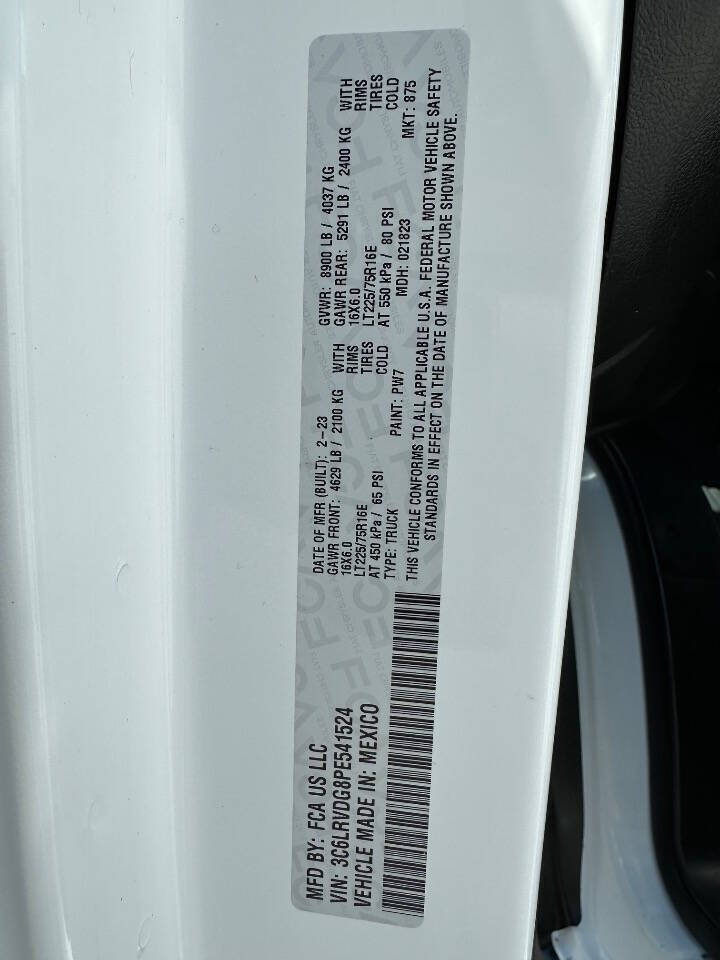 MFD BY: FCA US LLC
VIN: 3C6LRVDG8PE541524
VEHICLE MADE IN: MEXICO
DATE OF MFR (BUILT): 2-23 GVWR: 8900 LB / 4037 KG
GAWR FRONT: 4629 LB / 2100 KG WITH GAWR REAR: 5291 LB / 2400 KG WITH
16X6.0 RIMS 16X6.0 RIMS
LT225/75R16E TIRES LT225/75R16E TIRES
AT 450 kPa / 65 PSI COLD AT 550 kPa / 80 PSI COLD
TYPE: TRUCK PAINT: PW7 MDH: 021823 MKT: 875
THIS VEHICLE CONFORMS TO ALL APPLICABLE U.S.A. FEDERAL MOTOR VEHICLE SAFETY
STANDARDS IN EFFECT ON THE DATE OF MANUFACTURE SHOWN ABOVE.